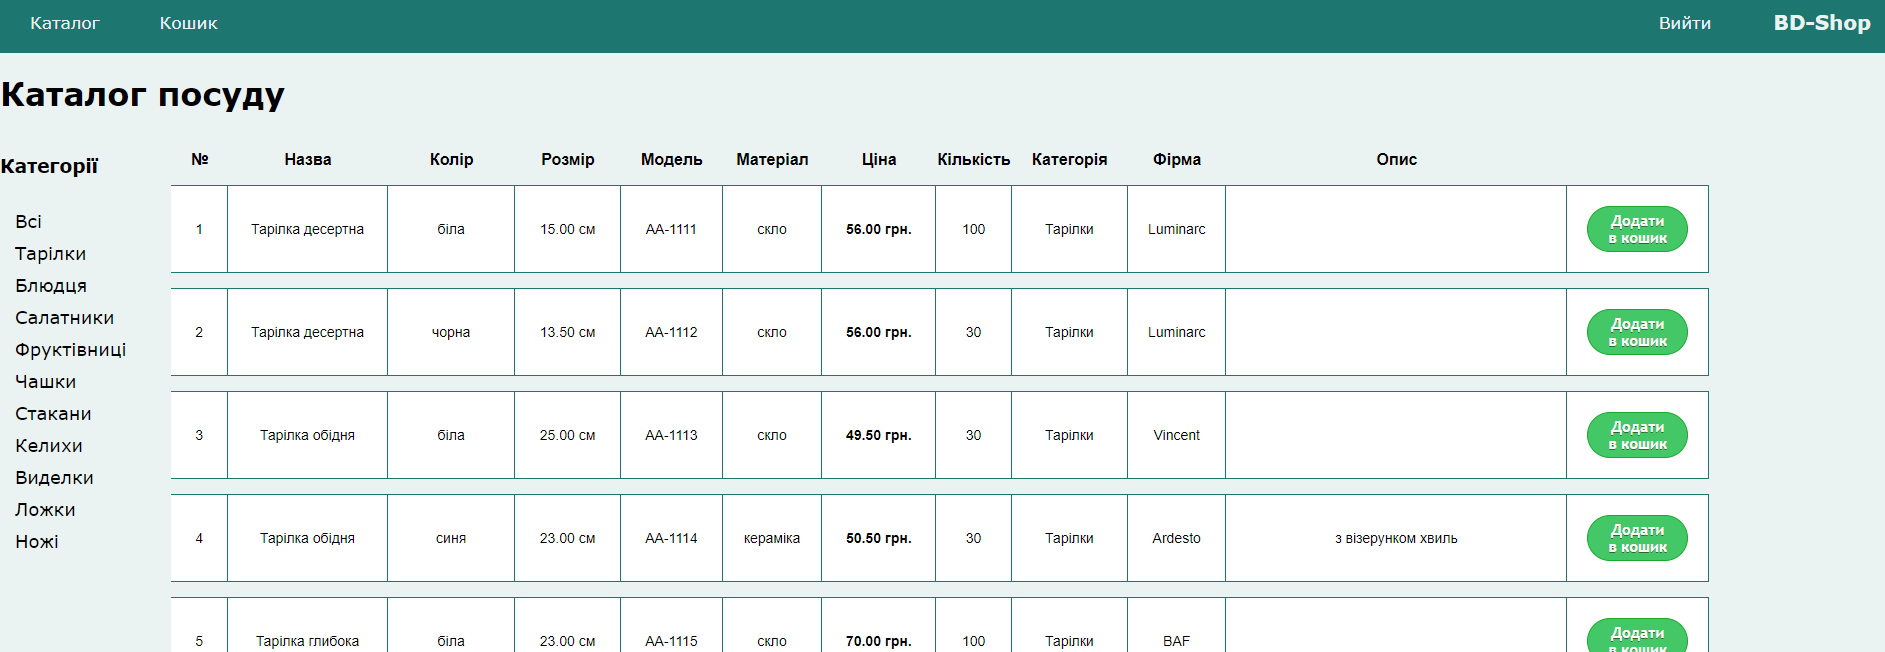 Каталог Кошик Вийти BD-Shop
Каталог посуду
Категорії
Всі
Тарілки
Блюдця
Салатники
Фруктівниці
Чашки
Стакани
Келихи
Виделки
Ложки
Ножі
№ Назва Колір Розмір Модель Матеріал Ціна Кількість Категорія Фірма Опис
1 Тарілка десертна біла 15.00 см AA-1111 скло 56.00 грн. 100 Тарілки Luminarc Додати
в кошик
2 Тарілка десертна чорна 13.50 см AA-1112 скло 56.00 грн. 30 Тарілки Luminarc Додати
в кошик
3 Тарілка обідня біла 25.00 см AA-1113 скло 49.50 грн. 30 Тарілки Vincent Додати
в кошик
4 Тарілка обідня синя 23.00 см AA-1114 кераміка 50.50 грн. 30 Тарілки Ardesto з візерунком хвиль Додати
в кошик
5 Тарілка глибока біла 23.00 см AA-1115 скло 70.00 грн. 100 Тарілки BAF Додати
в кошик